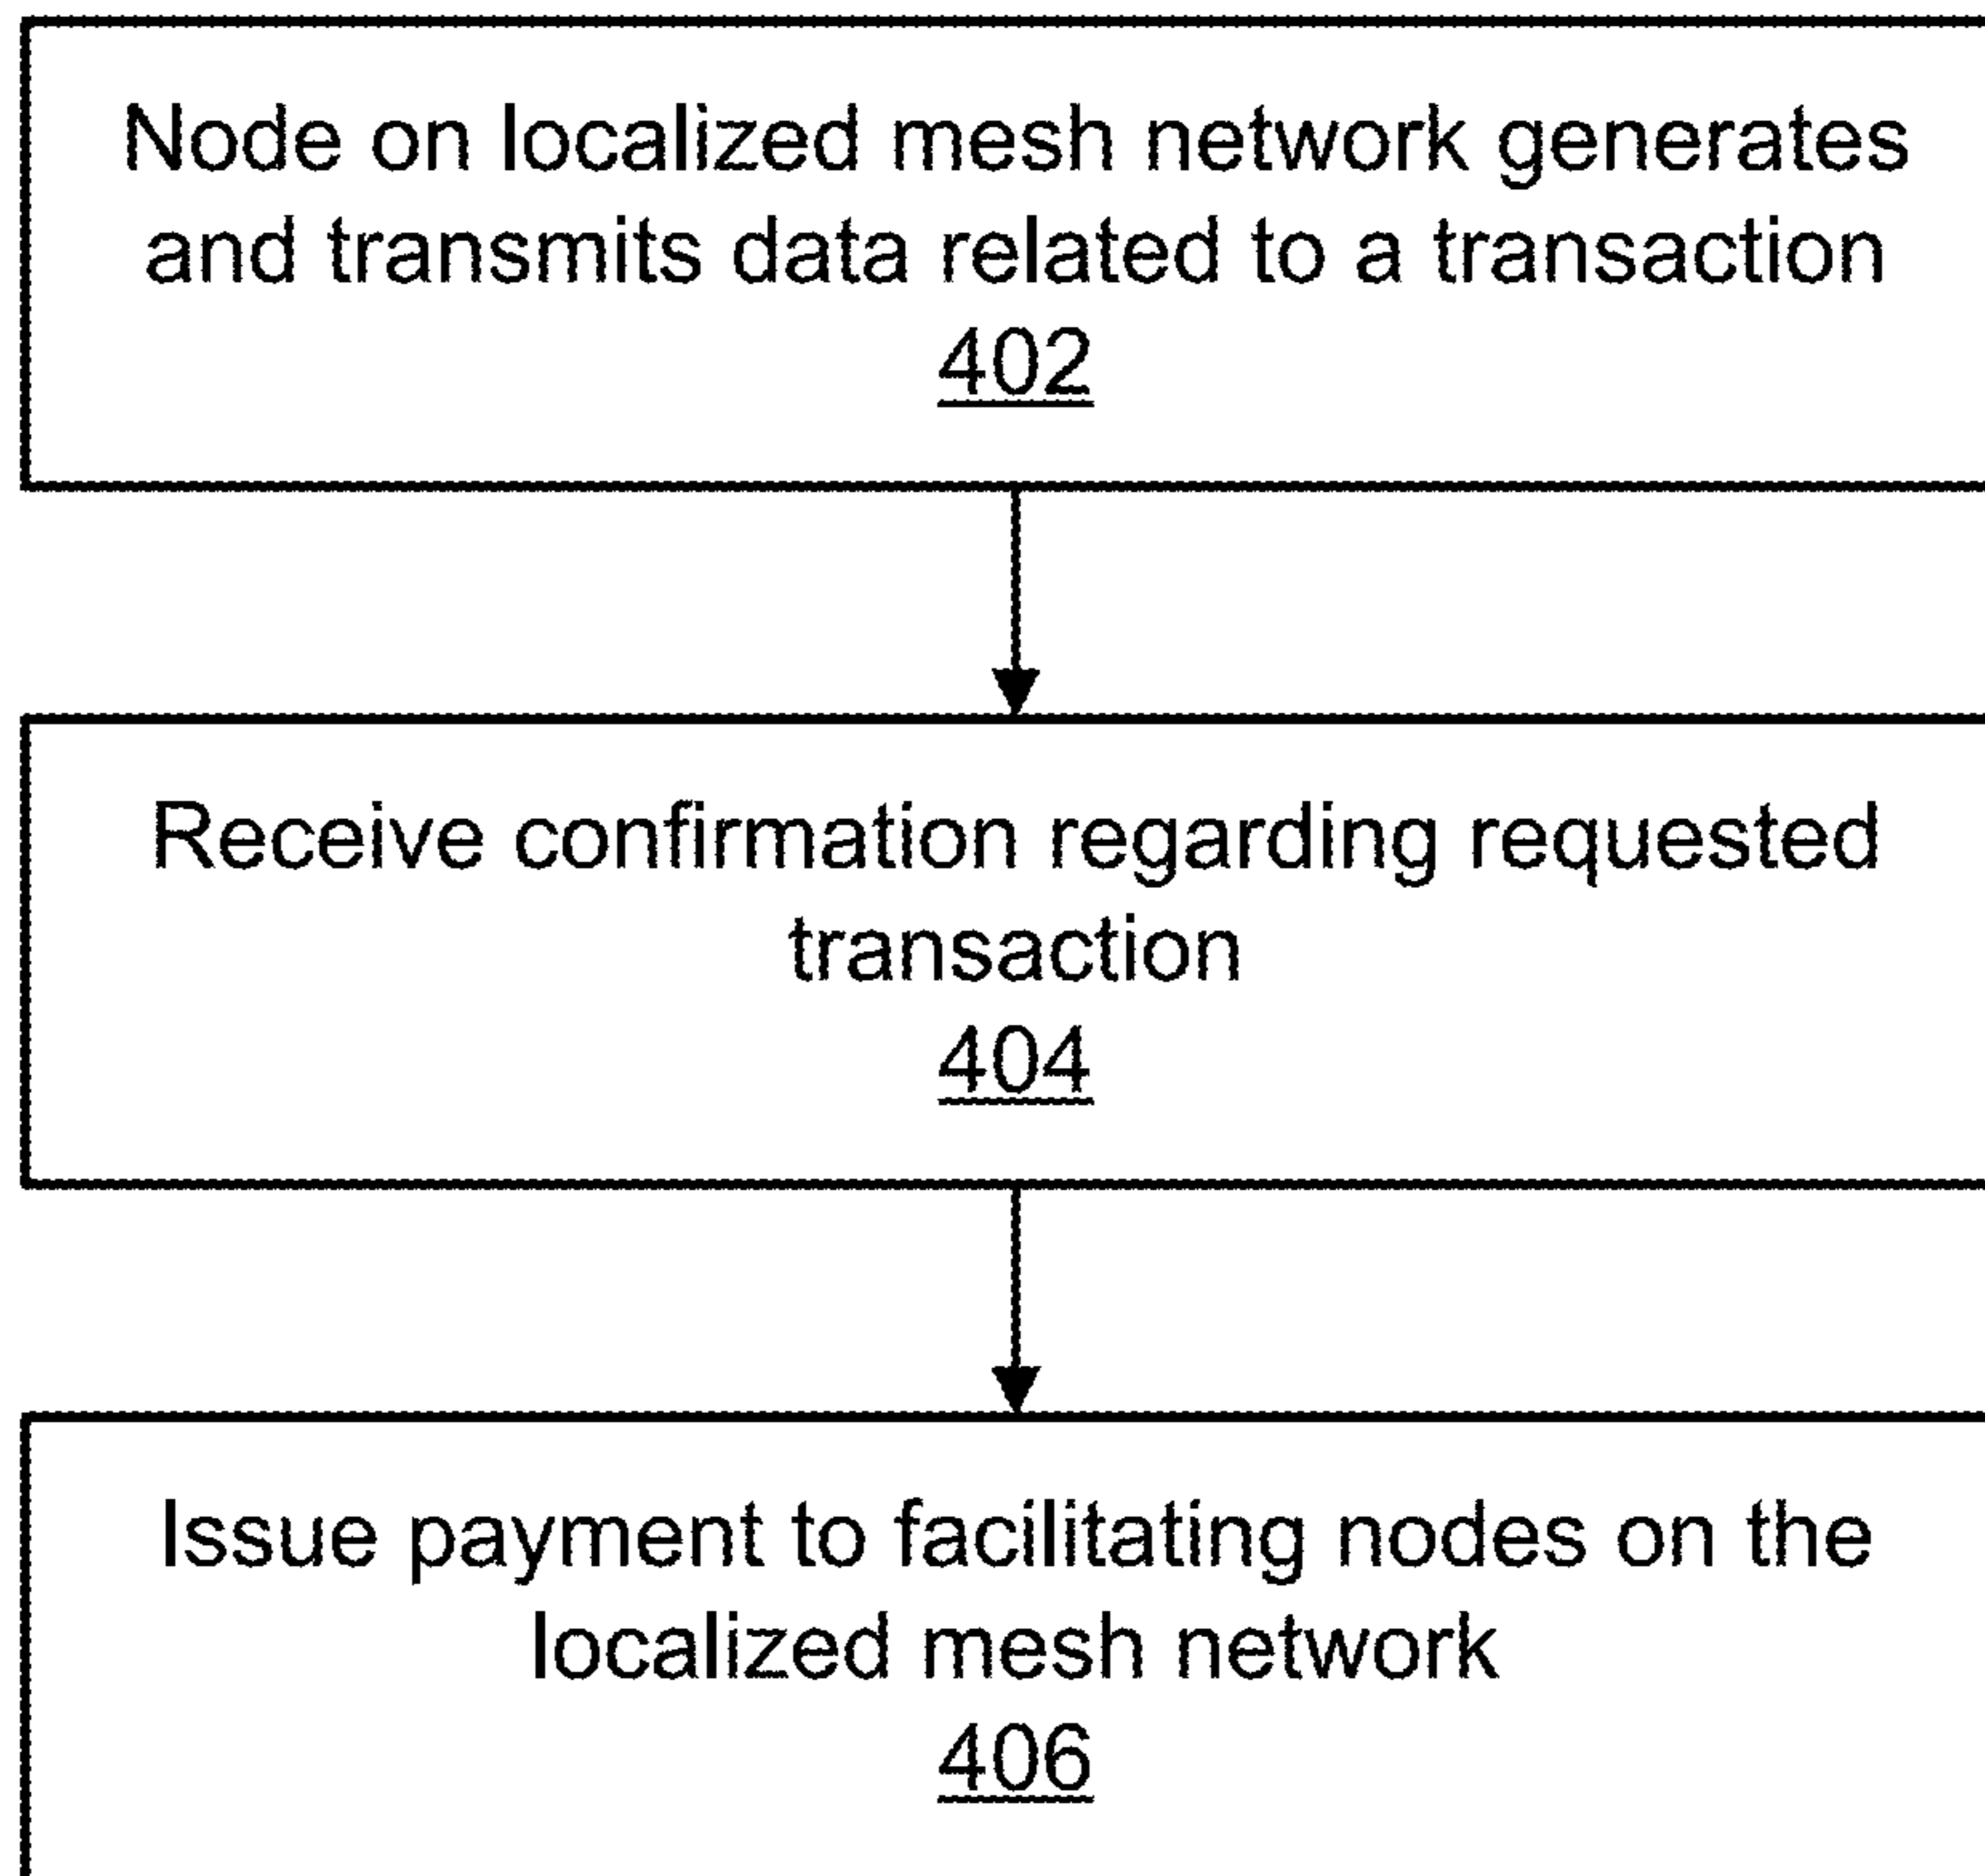 Node on localized mesh network generates
and transmits data related to a transaction
402
Receive confirmation regarding requested
transaction
404
Issue payment to facilitating nodes on the
localized mesh network
406